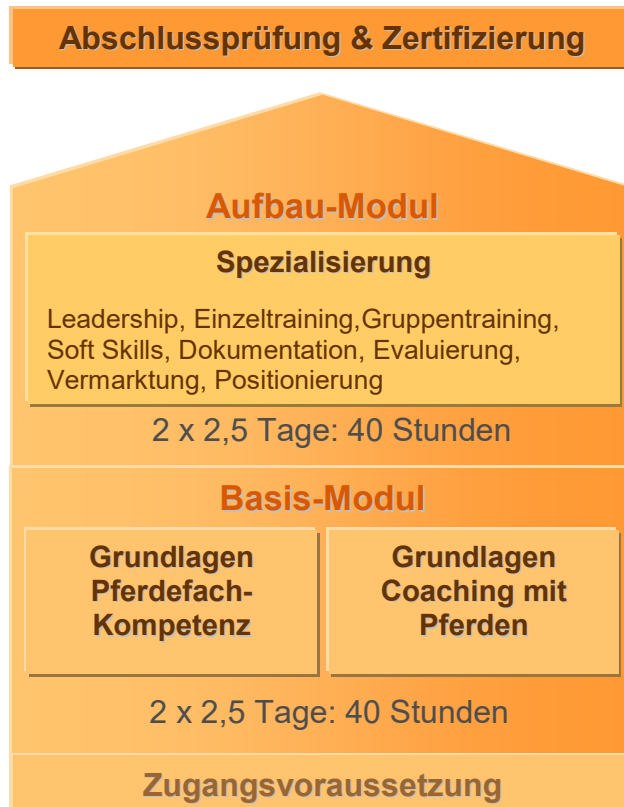 Abschlussprüfung & Zertifizierung
Aufbau-Modul
Spezialisierung
Leadership, Einzeltraining,Gruppentraining,
Soft Skills, Dokumentation, Evaluierung,
Vermarktung, Positionierung
2 x 2,5 Tage: 40 Stunden
Basis-Modul
Grundlagen
Pferdefach-
Kompetenz
Grundlagen
Coaching mit
Pferden
2 x 2,5 Tage: 40 Stunden
Zugangsvoraussetzung